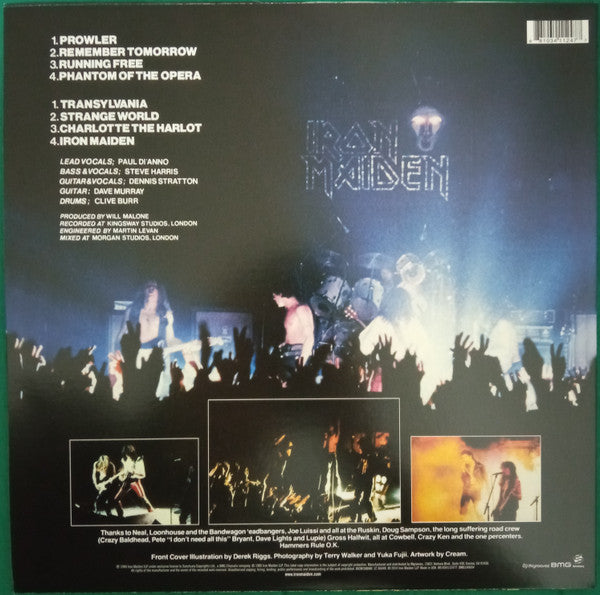 1. PROWLER
2. REMEMBER TOMORROW
3. RUNNING FREE
4. PHANTOM OF THE OPERA
1. TRANSYLVANIA
2. STRANGE WORLD
3. CHARLOTTE THE HARLOT
4. IRON MAIDEN
LEAD VOCALS; PAUL DI'ANNO
BASS & VOCALS; STEVE HARRIS
GUITAR & VOCALS; DENNIS STRATTON
GUITAR; DAVE MURRAY
DRUMS; CLIVE BURR
PRODUCED BY WILL MALONE
RECORDED AT KINGSWAY STUDIOS, LONDON
ENGINEERED BY MARTIN LEVAN
MIXED AT MORGAN STUDIOS, LONDON
IRON
MAIDEN
Thanks to Neal, Loonhouse and the Bandwagon 'eadbangers, Joe Luissi and all at the Ruskin, Doug Sampson, the long suffering road crew
(Crazy Baldhead, Pete "I don't need all this" Bryant, Dave Lights and Lupie) Gross Halfwit, all at Cowbell, Crazy Ken and the one percenters.
Hammers Rule O.K.
Front Cover Illustration by Derek Riggs. Photography by Terry Walker and Yuka Fujii. Artwork by Cream.
BMG
www.ironmaiden.com